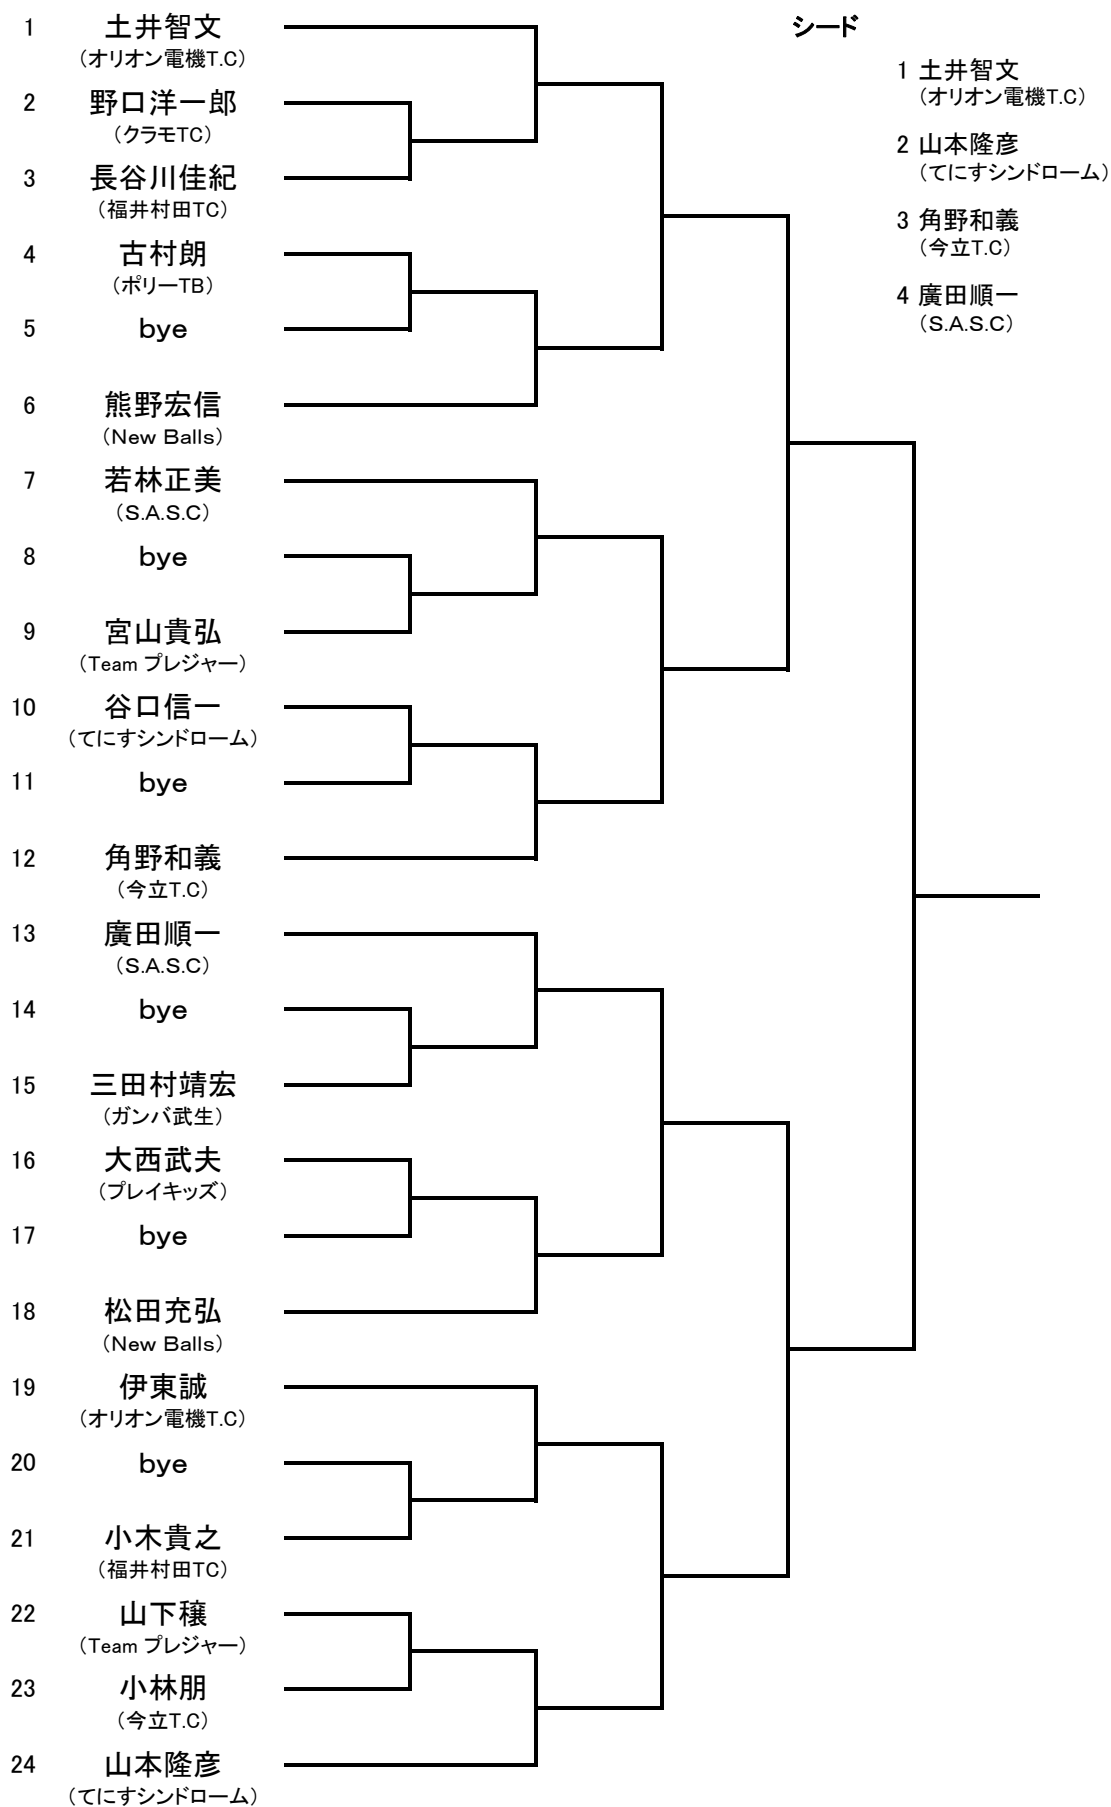 1 土井智文
（オリオン電機T.C）
2 野口洋一郎
（クラモTC）
3 長谷川佳紀
（福井村田TC）
4 古村朗
（ポリーTB）
5 bye
6 熊野宏信
（New Balls）
7 若林正美
（S.A.S.C）
8 bye
9 宮山貴弘
（Team プレジャー）
10 谷口信一
（てにすシンドローム）
11 bye
12 角野和義
（今立T.C）
13 廣田順一
（S.A.S.C）
14 bye
15 三田村靖宏
（ガンバ武生）
16 大西武夫
（プレイキッズ）
17 bye
18 松田充弘
（New Balls）
19 伊東誠
（オリオン電機T.C）
20 bye
21 小木貴之
（福井村田TC）
22 山下穣
（Team プレジャー）
23 小林朋
（今立T.C）
24 山本隆彦
（てにすシンドローム）
シード
1 土井智文
（オリオン電機T.C）
2 山本隆彦
（てにすシンドローム）
3 角野和義
（今立T.C）
4 廣田順一
（S.A.S.C）